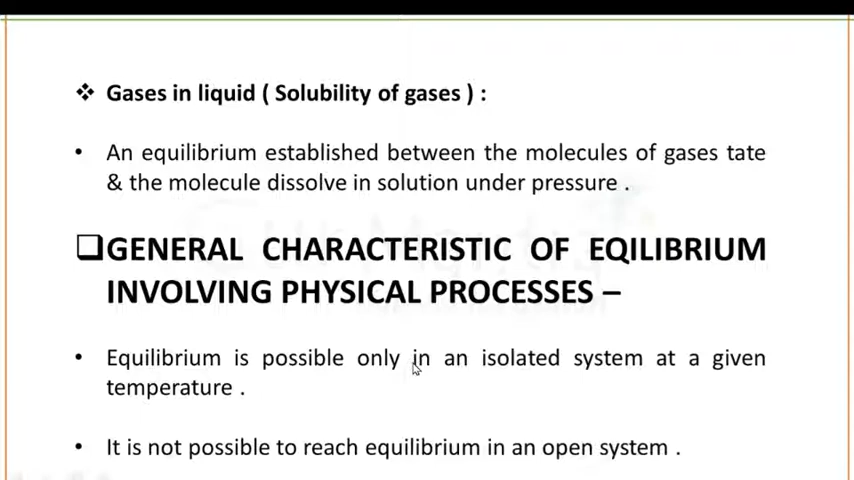 ❖ Gases in liquid ( Solubility of gases ) :
• An equilibrium established between the molecules of gases tate
& the molecule dissolve in solution under pressure .
❑GENERAL CHARACTERISTIC OF EQILIBRIUM
INVOLVING PHYSICAL PROCESSES –
• Equilibrium is possible only in an isolated system at a given
temperature .
• It is not possible to reach equilibrium in an open system .